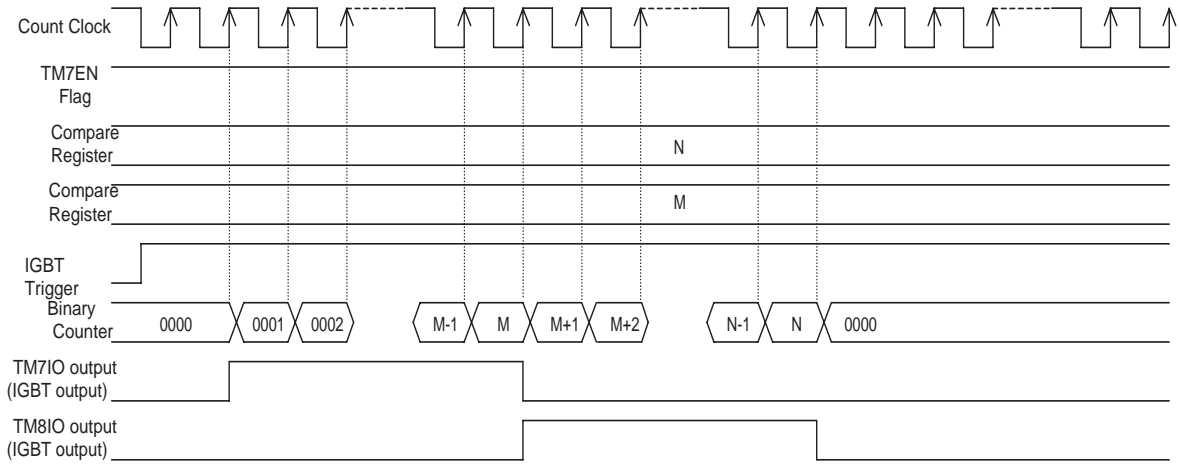 Count Clock
TM7EN
Flag
Compare
Register
N
Compare
Register
M
IGBT
Trigger
Binary
Counter
0000 0001 0002 M-1 M M+1 M+2 N-1 N 0000
TM7IO output
(IGBT output)
TM8IO output
(IGBT output)